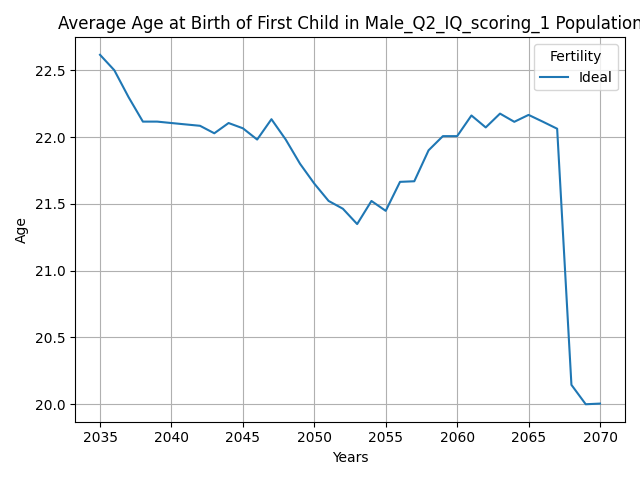 Average Age at Birth of First Child in Male_Q2_IQ_scoring_1 Population
Fertility
Ideal
22.5
22.0
21.5
21.0
20.5
20.0
Age
2035 2040 2045 2050 2055 2060 2065 2070
Years